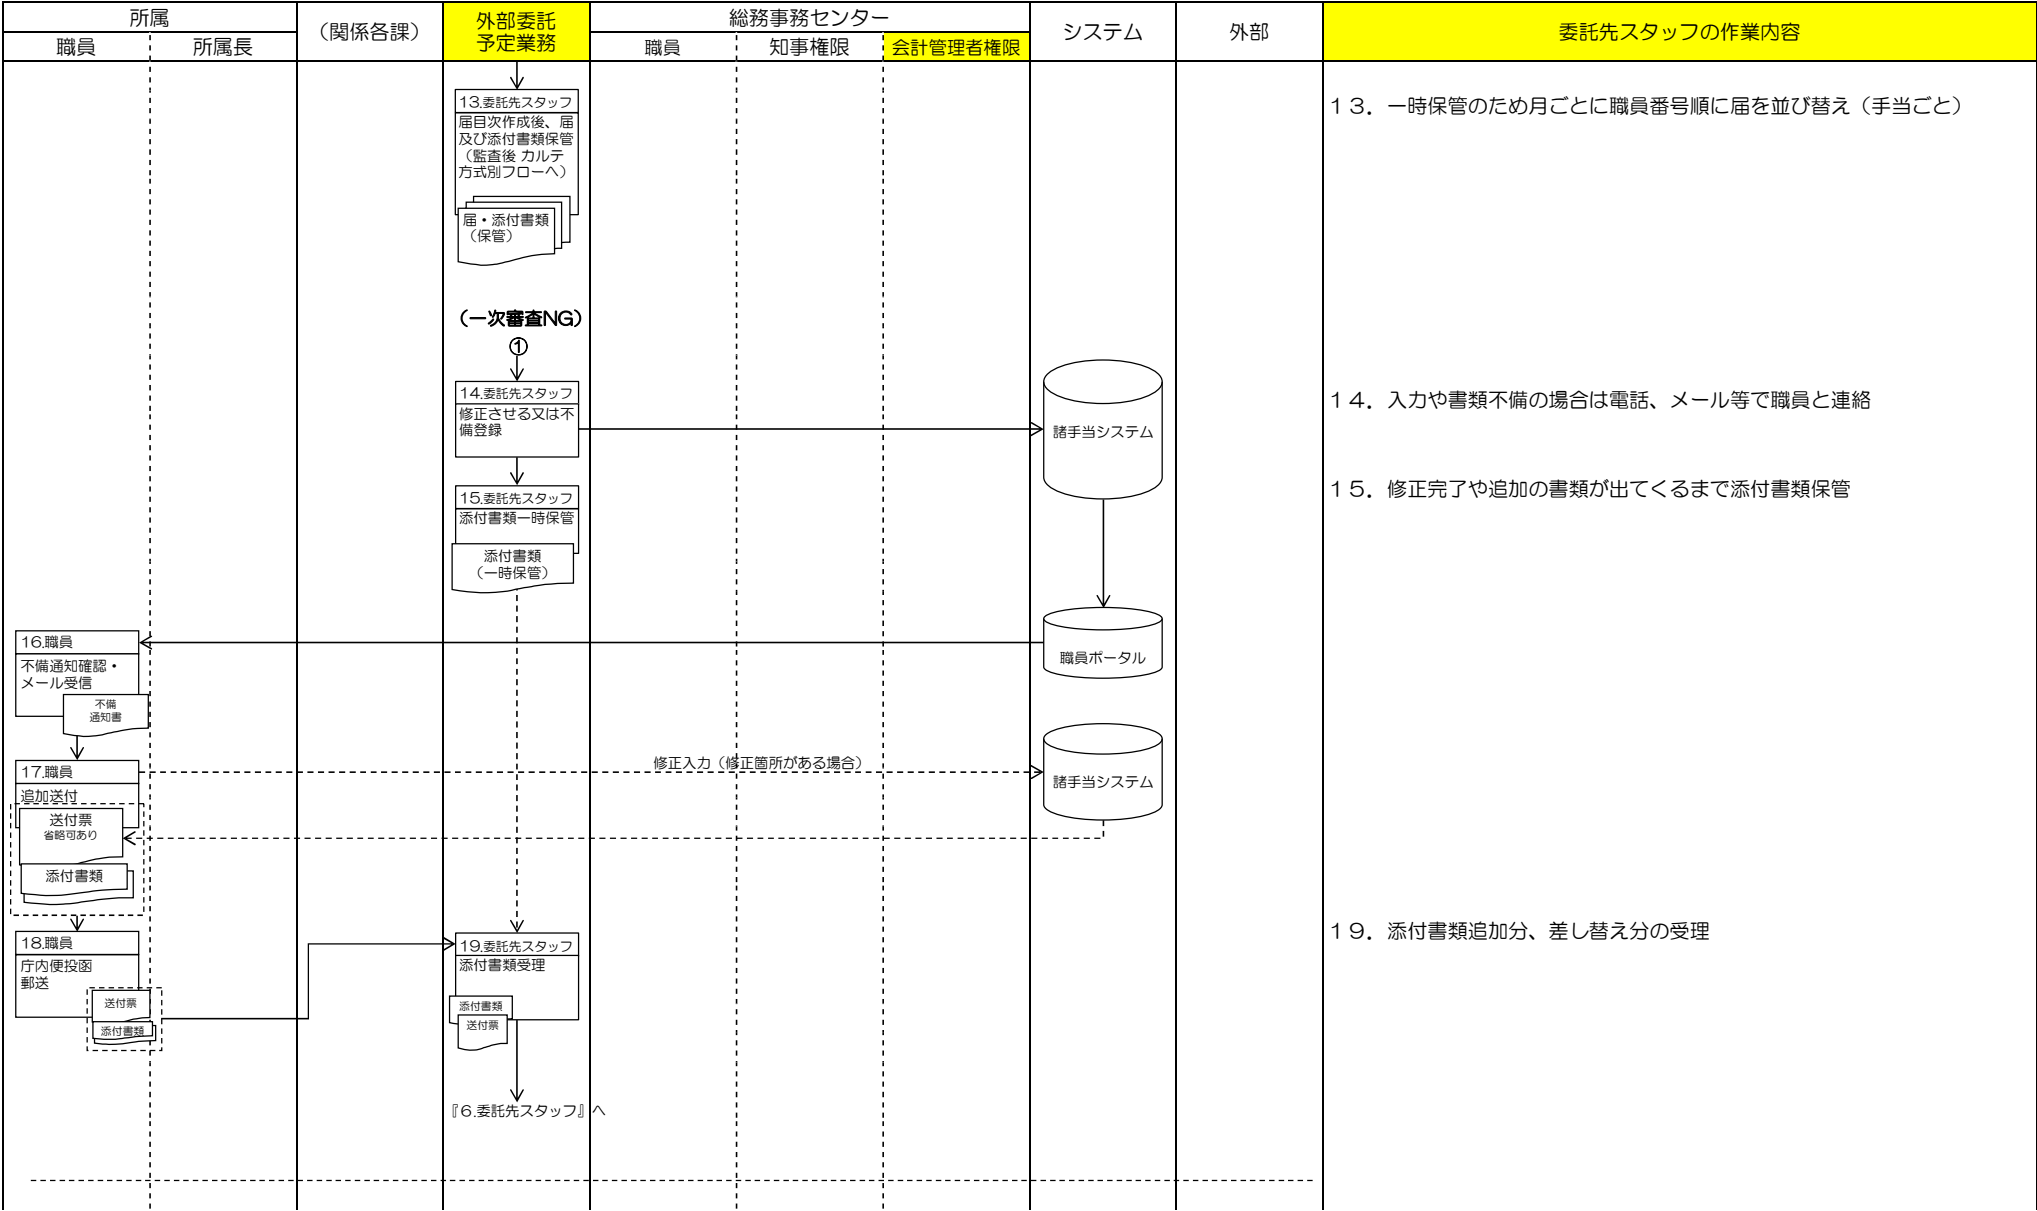 所属
(関係各課)
外部委託
予定業務
総務事務センター
システム
外部
委託先スタッフの作業内容
職員
所属長
職員
知事権限
会計管理者権限
13.委託先スタッフ
届目次作成後、届
及び添付書類保管
(監査後 カルテ
方式別フローへ)
届・添付書類
(保管)
13．一時保管のため月ごとに職員番号順に届を並び替え（手当ごと）
(一次審査NG)
①
14.委託先スタッフ
修正させる又は不
備登録
諸手当システム
14．入力や書類不備の場合は電話、メール等で職員と連絡
15.委託先スタッフ
添付書類一時保管
添付書類
(一時保管)
15．修正完了や追加の書類が出てくるまで添付書類保管
16.職員
不備通知確認・
メール受信
不備
通知書
職員ポータル
17.職員
追加送付
送付票
省略可あり
添付書類
修正入力（修正箇所がある場合）
諸手当システム
18.職員
庁内便投函
郵送
送付票
添付書類
19.委託先スタッフ
添付書類受理
添付書類
送付票
19．添付書類追加分、差し替え分の受理
『6.委託先スタッフ』へ